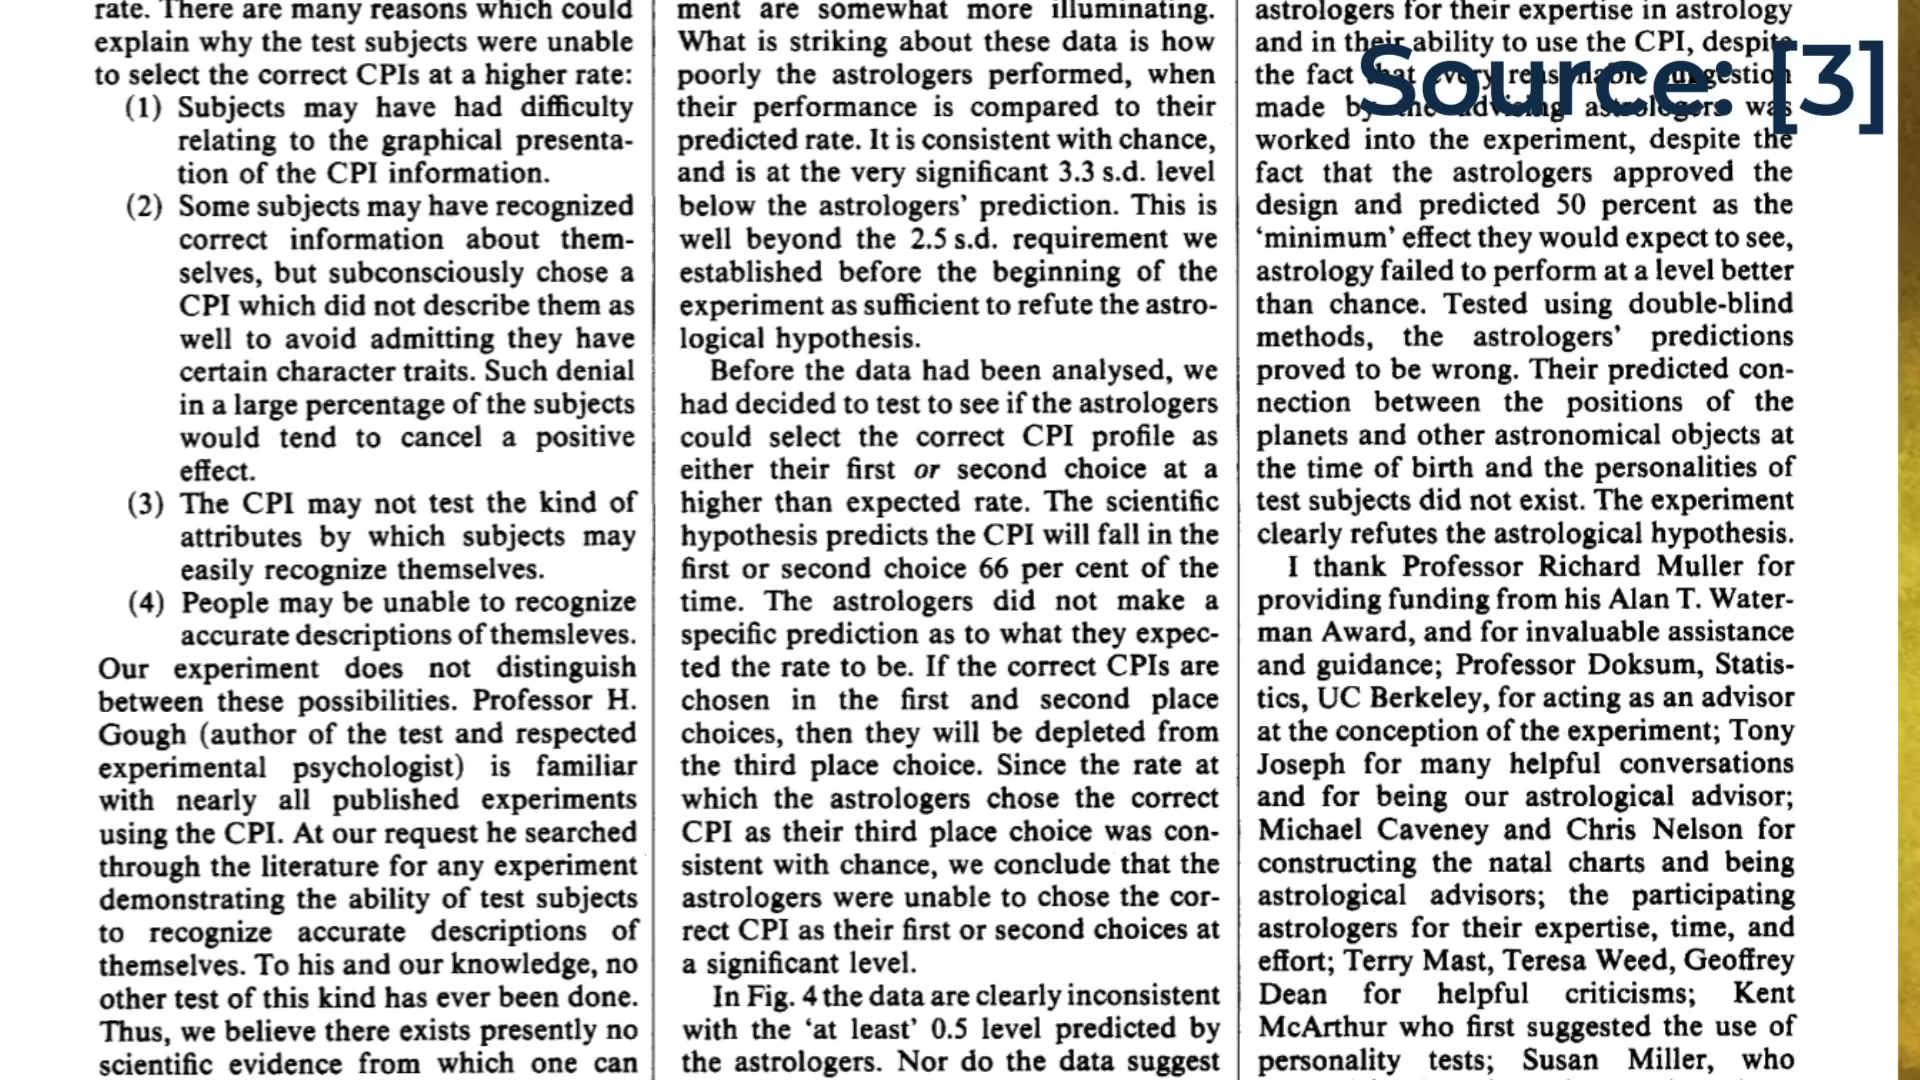 rate. There are many reasons which could
explain why the test subjects were unable
to select the correct CPIs at a higher rate:
(1) Subjects may have had difficulty
relating to the graphical presenta-
tion of the CPI information.
(2) Some subjects may have recognized
correct information about them-
selves, but subconsciously chose a
CPI which did not describe them as
well to avoid admitting they have
certain character traits. Such denial
in a large percentage of the subjects
would tend to cancel a positive
effect.
(3) The CPI may not test the kind of
attributes by which subjects may
easily recognize themselves.
(4) People may be unable to recognize
accurate descriptions of themsleves.
Our experiment does not distinguish
between these possibilities. Professor H.
Gough (author of the test and respected
experimental psychologist) is familiar
with nearly all published experiments
using the CPI. At our request he searched
through the literature for any experiment
demonstrating the ability of test subjects
to recognize accurate descriptions of
themselves. To his and our knowledge, no
other test of this kind has ever been done.
Thus, we believe there exists presently no
scientific evidence from which one can
ment are somewhat more illuminating.
What is striking about these data is how
poorly the astrologers performed, when
their performance is compared to their
predicted rate. It is consistent with chance,
and is at the very significant 3.3 s.d. level
below the astrologers' prediction. This is
well beyond the 2.5 s.d. requirement we
established before the beginning of the
experiment as sufficient to refute the astro-
logical hypothesis.
Before the data had been analysed, we
had decided to test to see if the astrologers
could select the correct CPI profile as
either their first or second choice at a
higher than expected rate. The scientific
hypothesis predicts the CPI will fall in the
first or second choice 66 per cent of the
time. The astrologers did not make a
specific prediction as to what they expec-
ted the rate to be. If the correct CPIs are
chosen in the first and second place
choices, then they will be depleted from
the third place choice. Since the rate at
which the astrologers chose the correct
CPI as their third place choice was con-
sistent with chance, we conclude that the
astrologers were unable to chose the cor-
rect CPI as their first or second choices at
a significant level.
In Fig. 4 the data are clearly inconsistent
with the 'at least' 0.5 level predicted by
the astrologers. Nor do the data suggest
astrologers for their expertise in astrology
and in their ability to use the CPI, despite
the fact that every reasonable suggestion
made by the advising astrologers was
worked into the experiment, despite the
fact that the astrologers approved the
design and predicted 50 percent as the
'minimum' effect they would expect to see,
astrology failed to perform at a level better
than chance. Tested using double-blind
methods, the astrologers' predictions
proved to be wrong. Their predicted con-
nection between the positions of the
planets and other astronomical objects at
the time of birth and the personalities of
test subjects did not exist. The experiment
clearly refutes the astrological hypothesis.
I thank Professor Richard Muller for
providing funding from his Alan T. Water-
man Award, and for invaluable assistance
and guidance; Professor Doksum, Statis-
tics, UC Berkeley, for acting as an advisor
at the conception of the experiment; Tony
Joseph for many helpful conversations
and for being our astrological advisor;
Michael Caveney and Chris Nelson for
constructing the natal charts and being
astrological advisors; the participating
astrologers for their expertise, time, and
effort; Terry Mast, Teresa Weed, Geoffrey
Dean for helpful criticisms; Kent
McArthur who first suggested the use of
personality tests; Susan Miller, who
Source: [3]